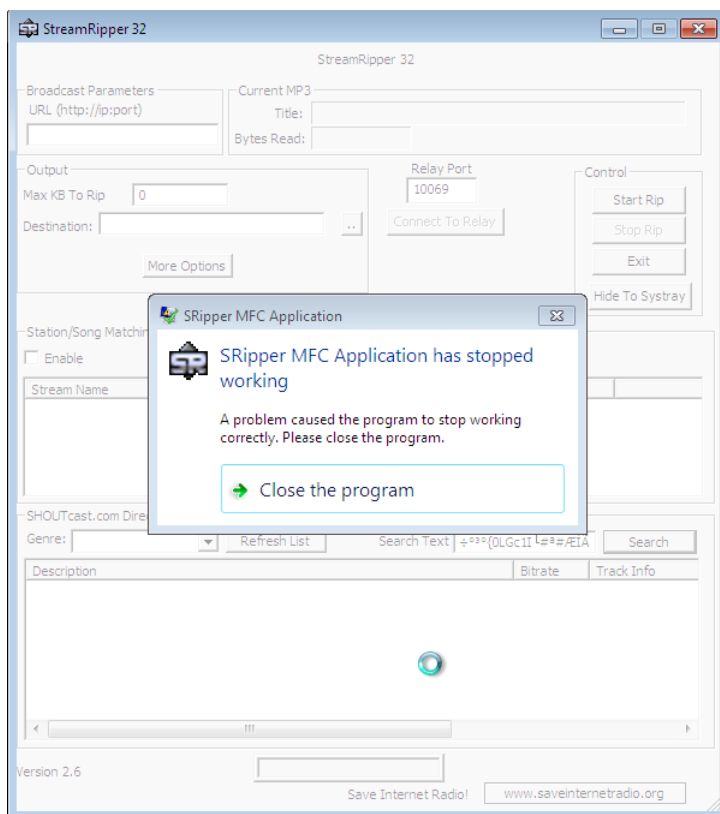 StreamRipper 32
StreamRipper 32
Broadcast Parameters
URL (http://ip:port)
Current MP3
Title:
Bytes Read:
Output
Max KB To Rip 0
Destination: ..
More Options
Relay Port
10069
Connect To Relay
Control
Start Rip
Stop Rip
Exit
Hide To Systray
SRipper MFC Application
SRipper MFC Application has stopped
working
A problem caused the program to stop working
correctly. Please close the program.
Close the program
Station/Song Matchin
Enable
Stream Name
SHOUTcast.com Dire
Genre: Refresh List Search Text Search
Description Bitrate Track Info
Version 2.6
Save Internet Radio! www.saveinternetradio.org